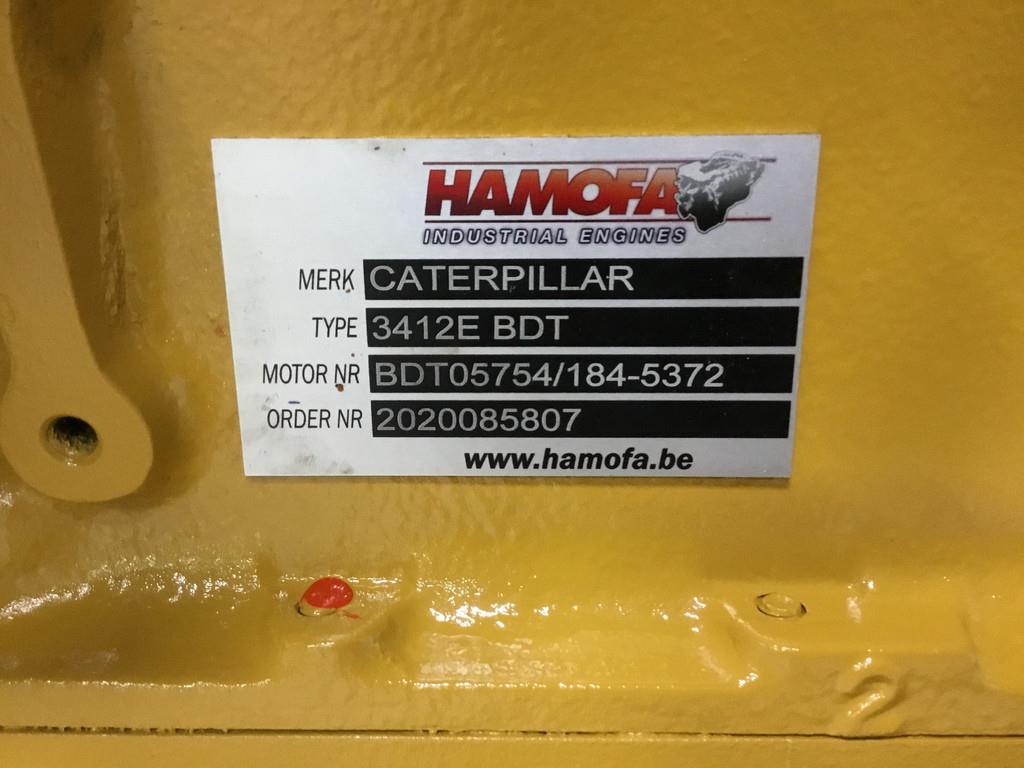 HAMOFA
INDUSTRIAL ENGINES
MERK CATERPILLAR
TYPE 3412E BDT
MOTOR NR BDT05754/184-5372
ORDER NR 2020085807
www.hamofa.be